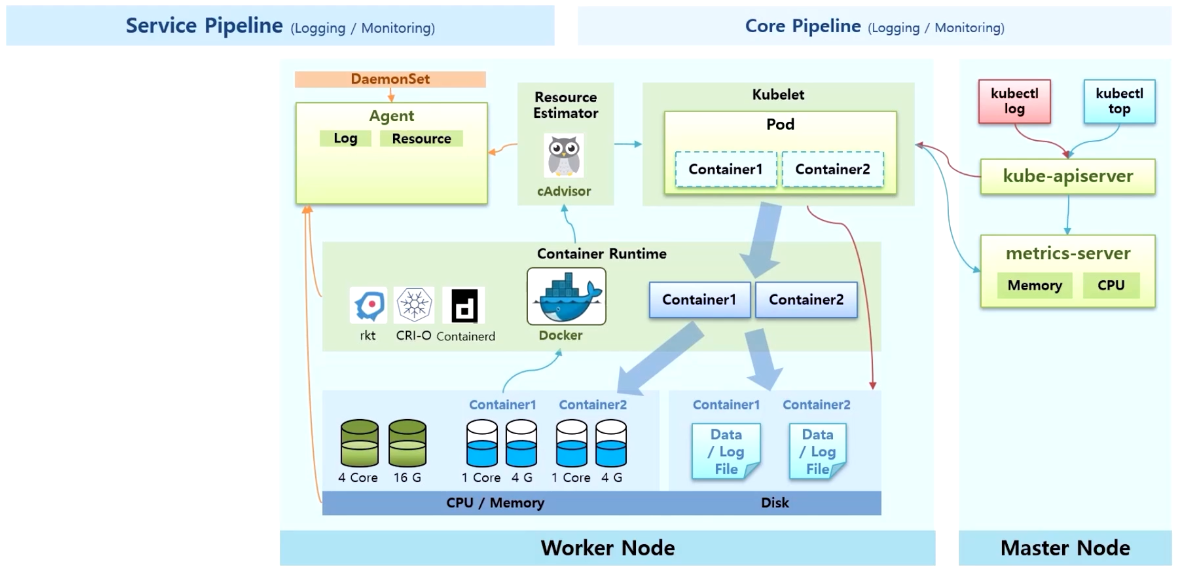 Service Pipeline (Logging / Monitoring)
Core Pipeline (Logging / Monitoring)
DaemonSet
Agent
Log
Resource
Resource
Estimator
cAdvisor
Kubelet
Pod
Container1
Container2
kubectl
log
kubectl
top
kube-apiserver
metrics-server
Memory
CPU
Container Runtime
rkt
CRI-O
Containerd
Docker
Container1
Container2
Container1
Container2
4 Core
16 G
1 Core
4 G
1 Core
4 G
CPU / Memory
Container1
Container2
Data
/ Log
File
Data
/ Log
File
Disk
Worker Node
Master Node